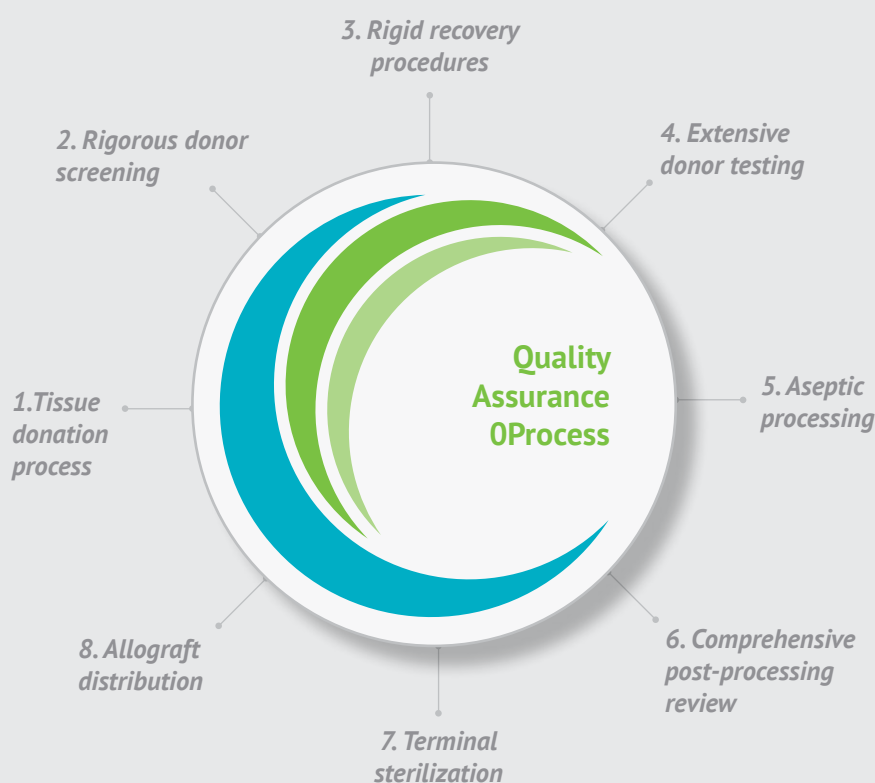 3. Rigid recovery
procedures
2. Rigorous donor
screening
4. Extensive
donor testing
Quality
Assurance
0Process
1.Tissue
donation
process
5. Aseptic
processing
8. Allograft
distribution
6. Comprehensive
post-processing
review
7. Terminal
sterilization